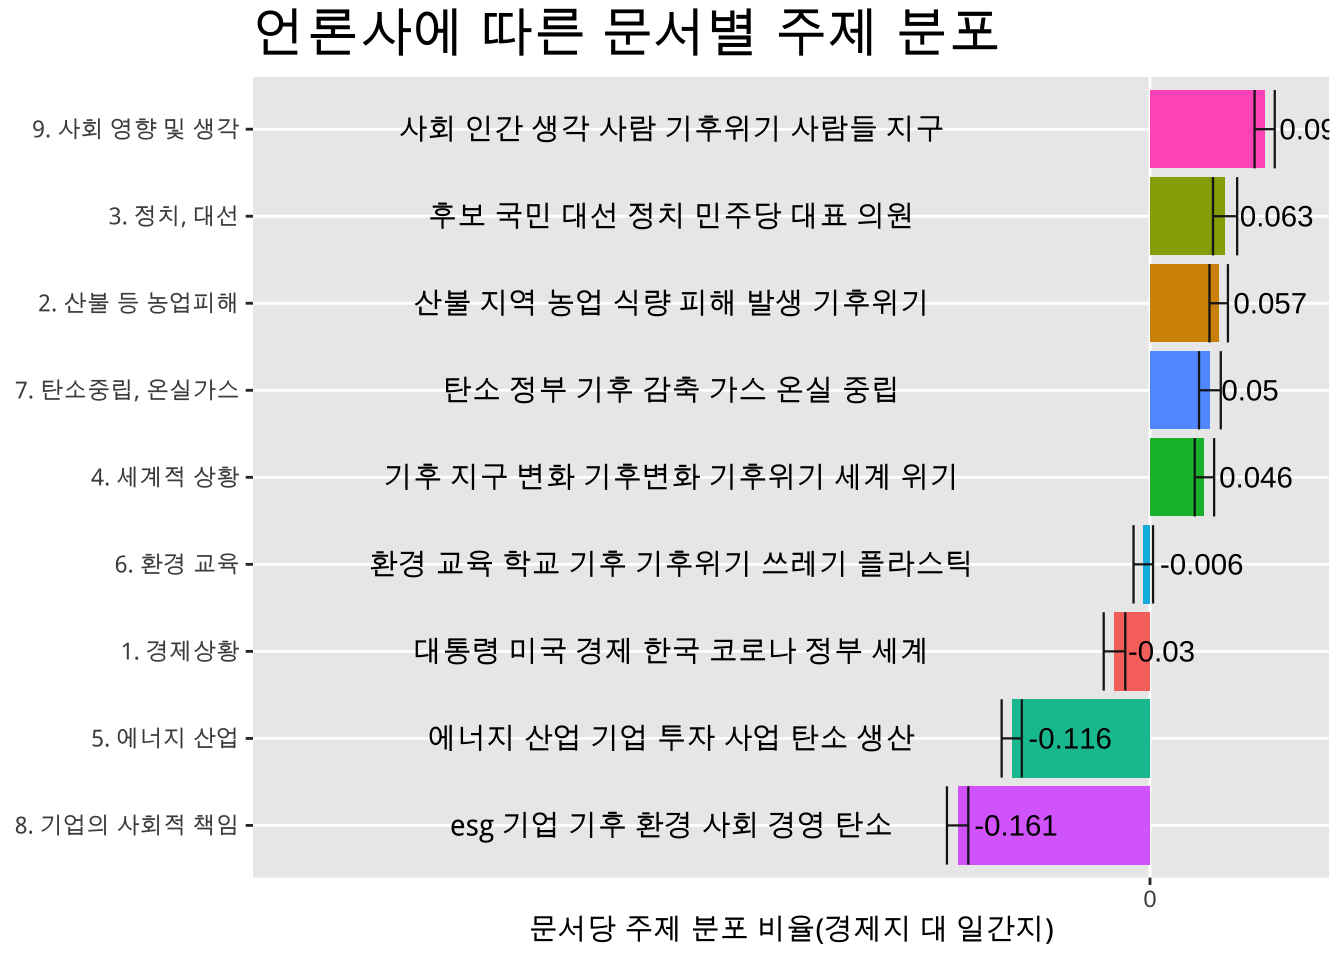 언론사에 따른 문서별 주제 분포
9. 사회 영향 및 생각 사회 인간 생각 사람 기후위기 사람들 지구 0.09
3. 정치, 대선 후보 국민 대선 정치 민주당 대표 의원 0.063
2. 산불 등 농업피해 산불 지역 농업 식량 피해 발생 기후위기 0.057
7. 탄소중립, 온실가스 탄소 정부 기후 감축 가스 온실 중립 0.05
4. 세계적 상황 기후 지구 변화 기후변화 기후위기 세계 위기 0.046
6. 환경 교육 환경 교육 학교 기후 기후위기 쓰레기 플라스틱 -0.006
1. 경제상황 대통령 미국 경제 한국 코로나 정부 세계 -0.03
5. 에너지 산업 에너지 산업 기업 투자 사업 탄소 생산 -0.116
8. 기업의 사회적 책임 esg 기업 기후 환경 사회 경영 탄소 -0.161
0
문서당 주제 분포 비율(경제지 대 일간지)